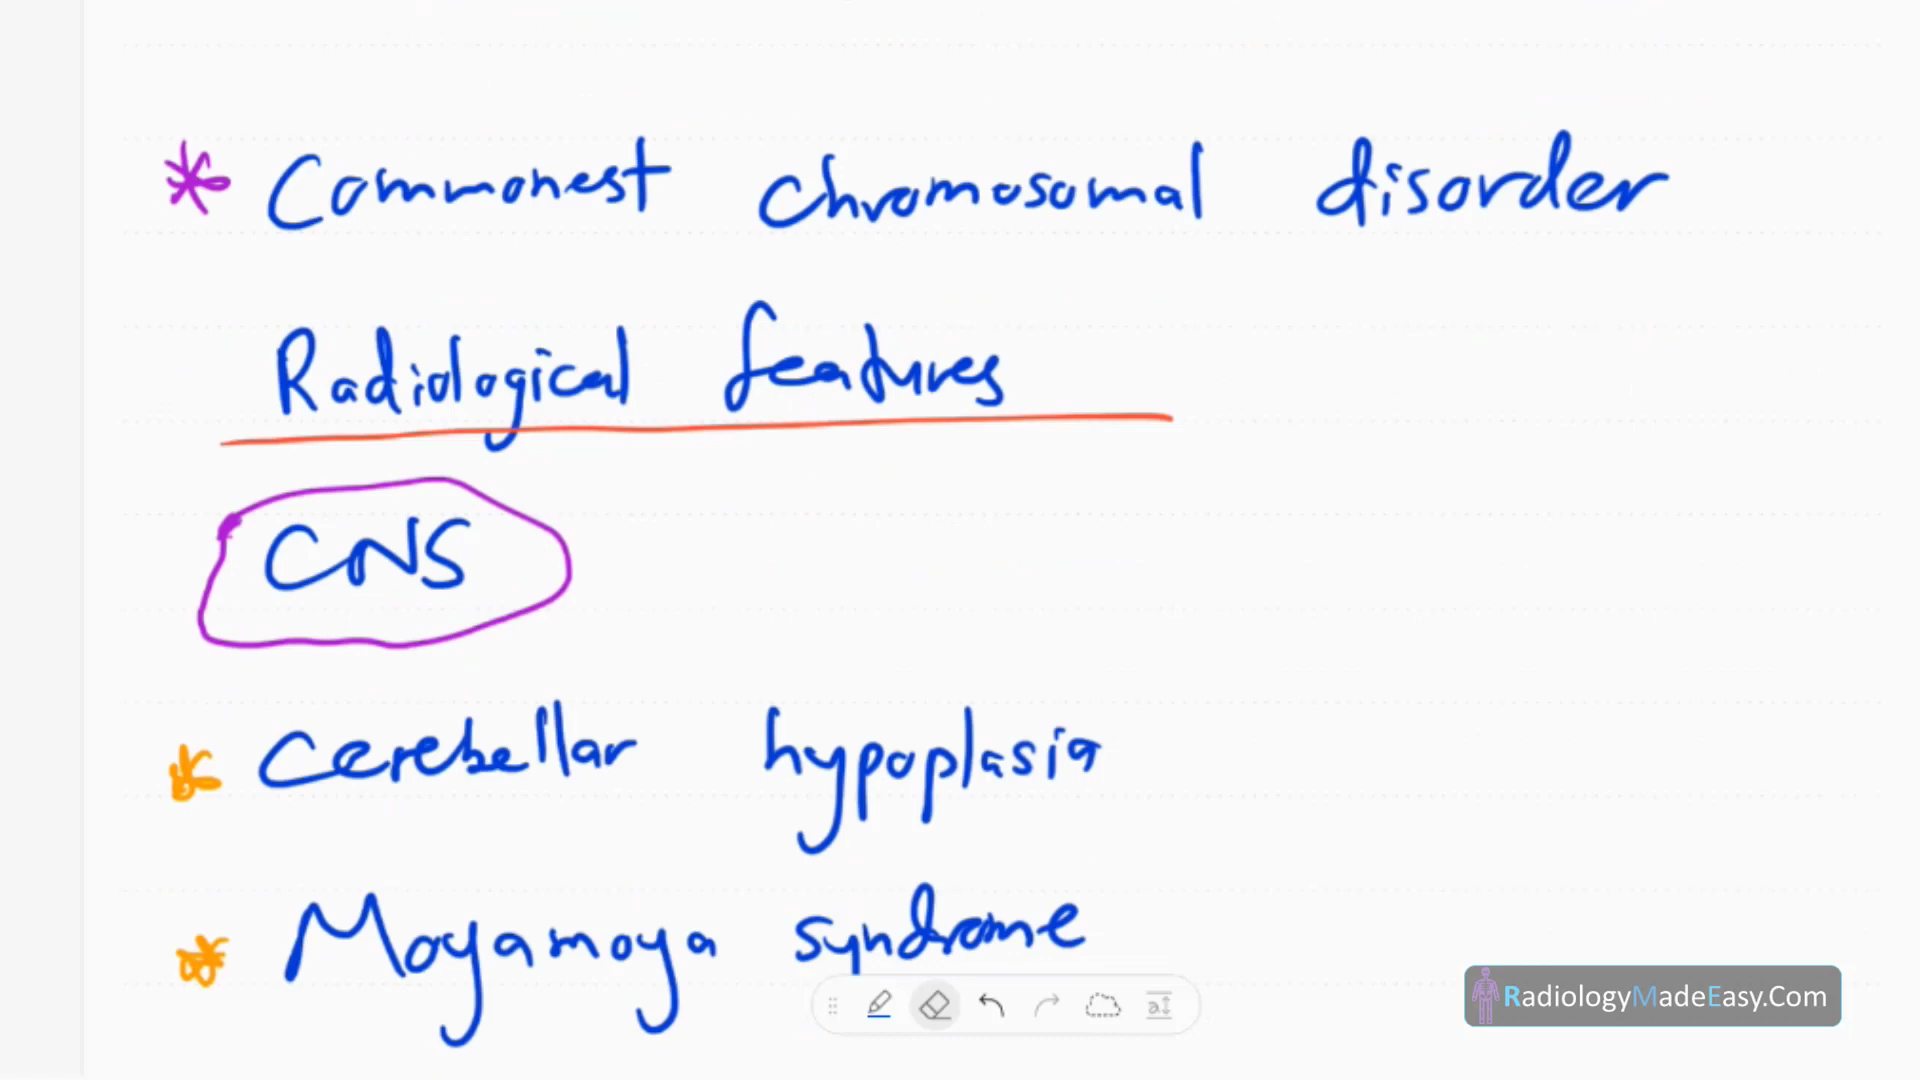 * Commonest chromosomal disorder
Radiological features
CNS
* Cerebellar hypoplasia
* Moyamoya syndrome
RadiologyMadeEasy.Com